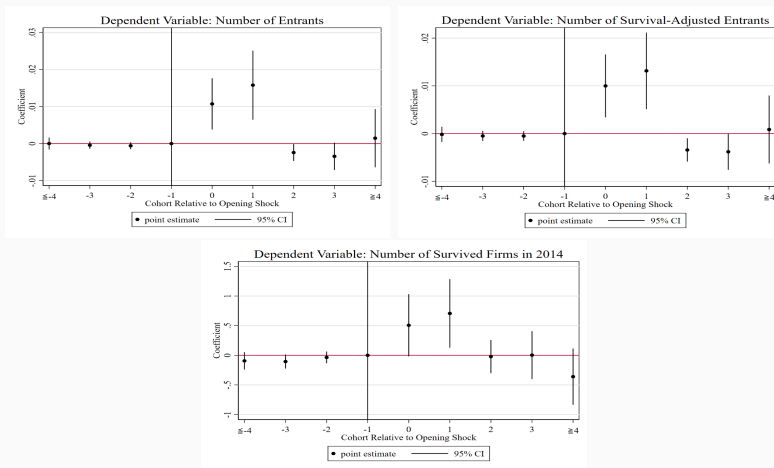 Dependent Variable: Number of Entrants
.03
.02
.01
0
-.01
Coefficient
≦-4 -3 -2 -1 0 1 2 3 ≧4
Cohort Relative to Opening Shock
point estimate 95% CI
Dependent Variable: Number of Survival-Adjusted Entrants
.02
.01
0
-.01
Coefficient
≦-4 -3 -2 -1 0 1 2 3 ≧4
Cohort Relative to Opening Shock
point estimate 95% CI
Dependent Variable: Number of Survived Firms in 2014
1.5
1
.5
0
-.5
-1
Coefficient
≦-4 -3 -2 -1 0 1 2 3 ≧4
Cohort Relative to Opening Shock
point estimate 95% CI